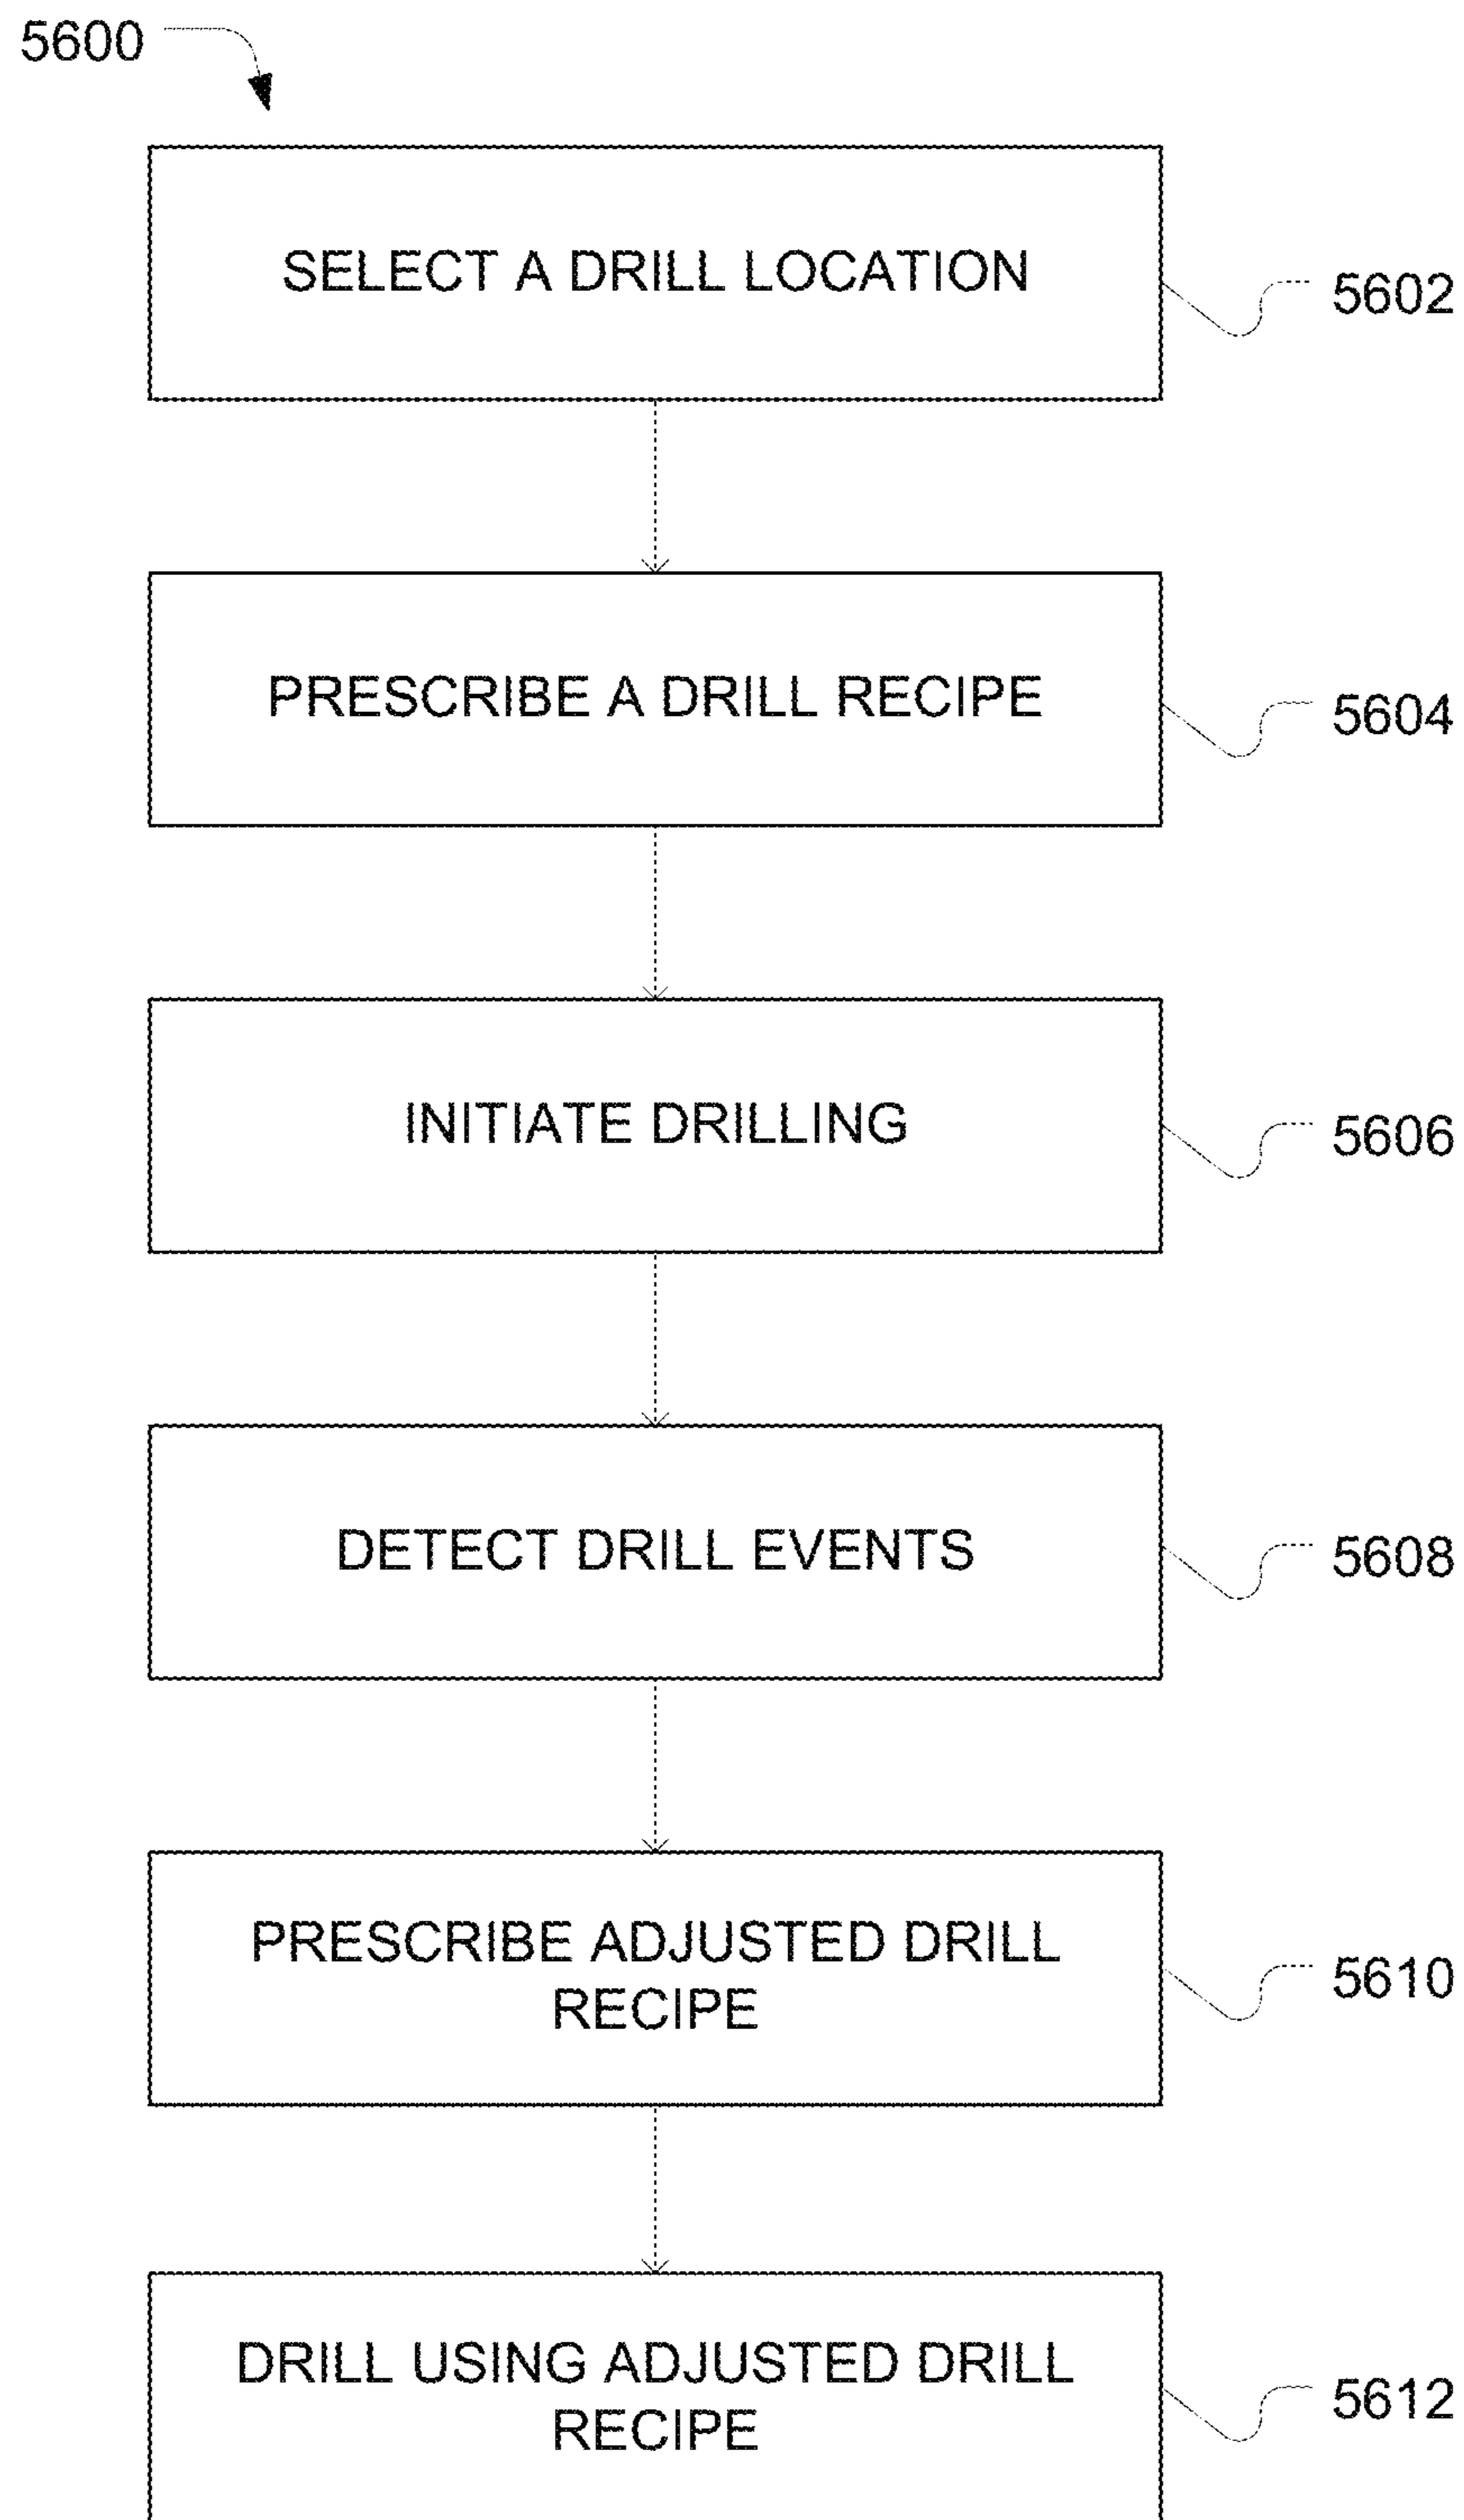 5600
SELECT A DRILL LOCATION
5602
PRESCRIBE A DRILL RECIPE
5604
INITIATE DRILLING
5606
DETECT DRILL EVENTS
5608
PRESCRIBE ADJUSTED DRILL
RECIPE
5610
DRILL USING ADJUSTED DRILL
RECIPE
5612